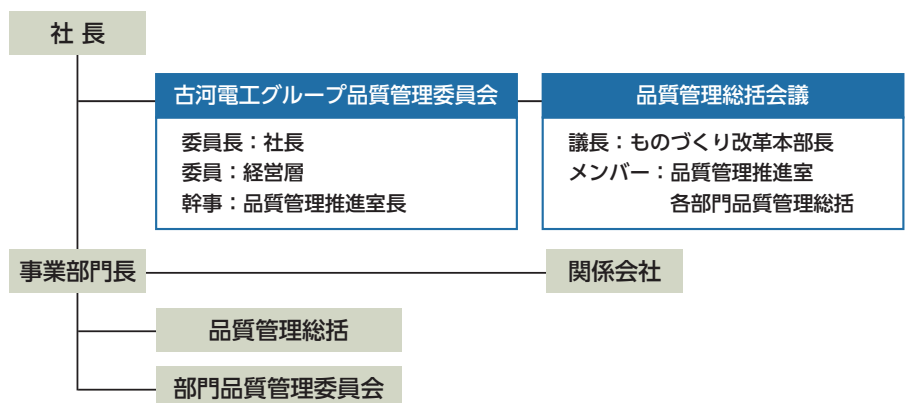 社 長
古河電工グループ品質管理委員会
委員長：社長
委員：経営層
幹事：品質管理推進室長
品質管理総括会議
議長：ものづくり改革本部長
メンバー：品質管理推進室
各部門品質管理総括
事業部門長
関係会社
品質管理総括
部門品質管理委員会